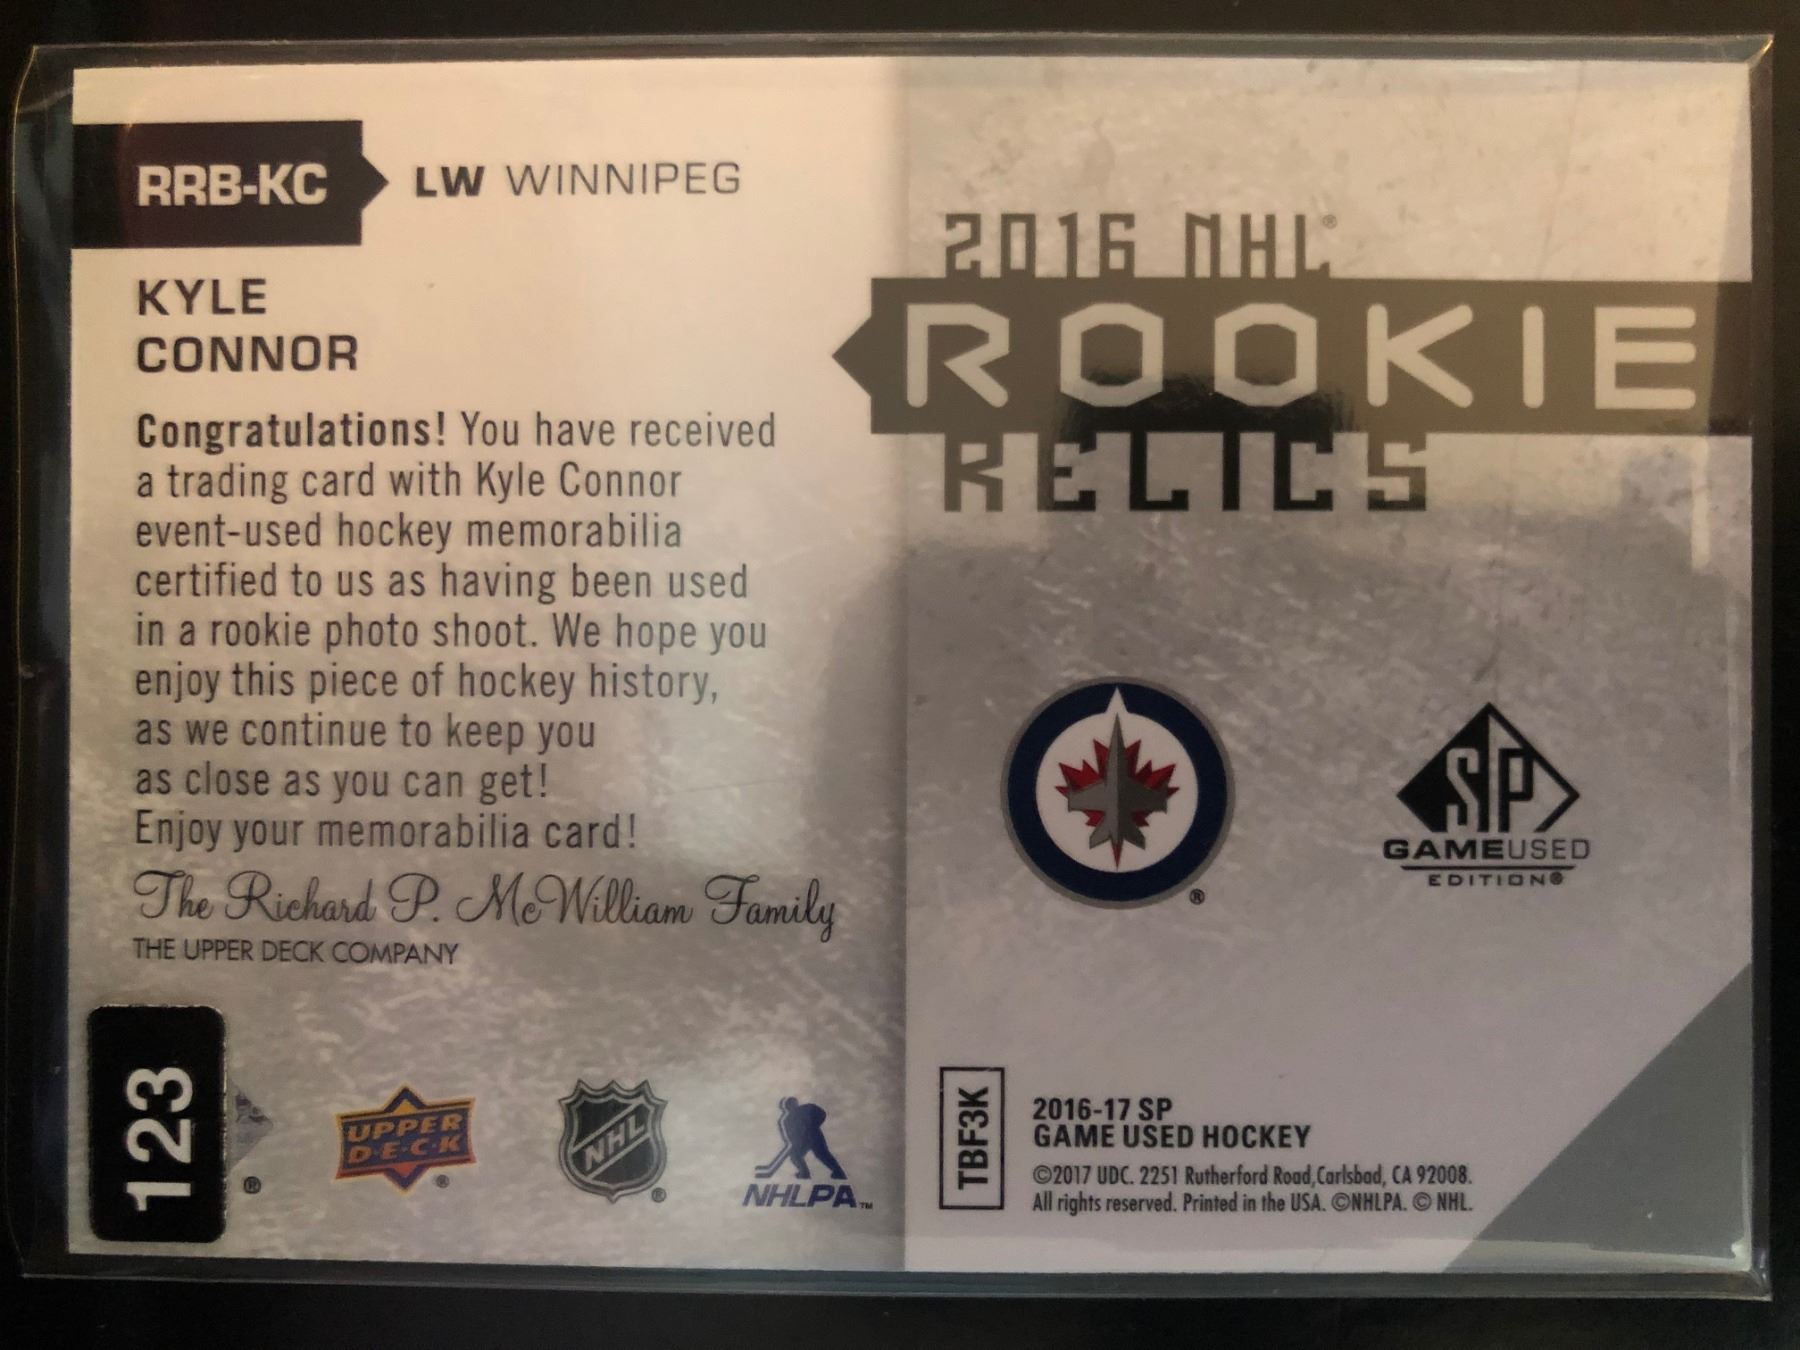 RRB-KC
LW WINNIPEG
KYLE
CONNOR
Congratulations! You have received
a trading card with Kyle Connor
event-used hockey memorabilia
certified to us as having been used
in a rookie photo shoot. We hope you
enjoy this piece of hockey history,
as we continue to keep you
as close as you can get!
Enjoy your memorabilia card!
The Richard P. McWilliam Family
THE UPPER DECK COMPANY
123
®
UPPER
D·E·C·K
®
NHL
®
NHLPA™
2016 NHL®
ROOKIE
RELICS
®
SP
GAMEUSED
EDITION®
TBF3K
2016-17 SP
GAME USED HOCKEY
©2017 UDC. 2251 Rutherford Road,Carlsbad, CA 92008.
All rights reserved. Printed in the USA. ©NHLPA. © NHL.